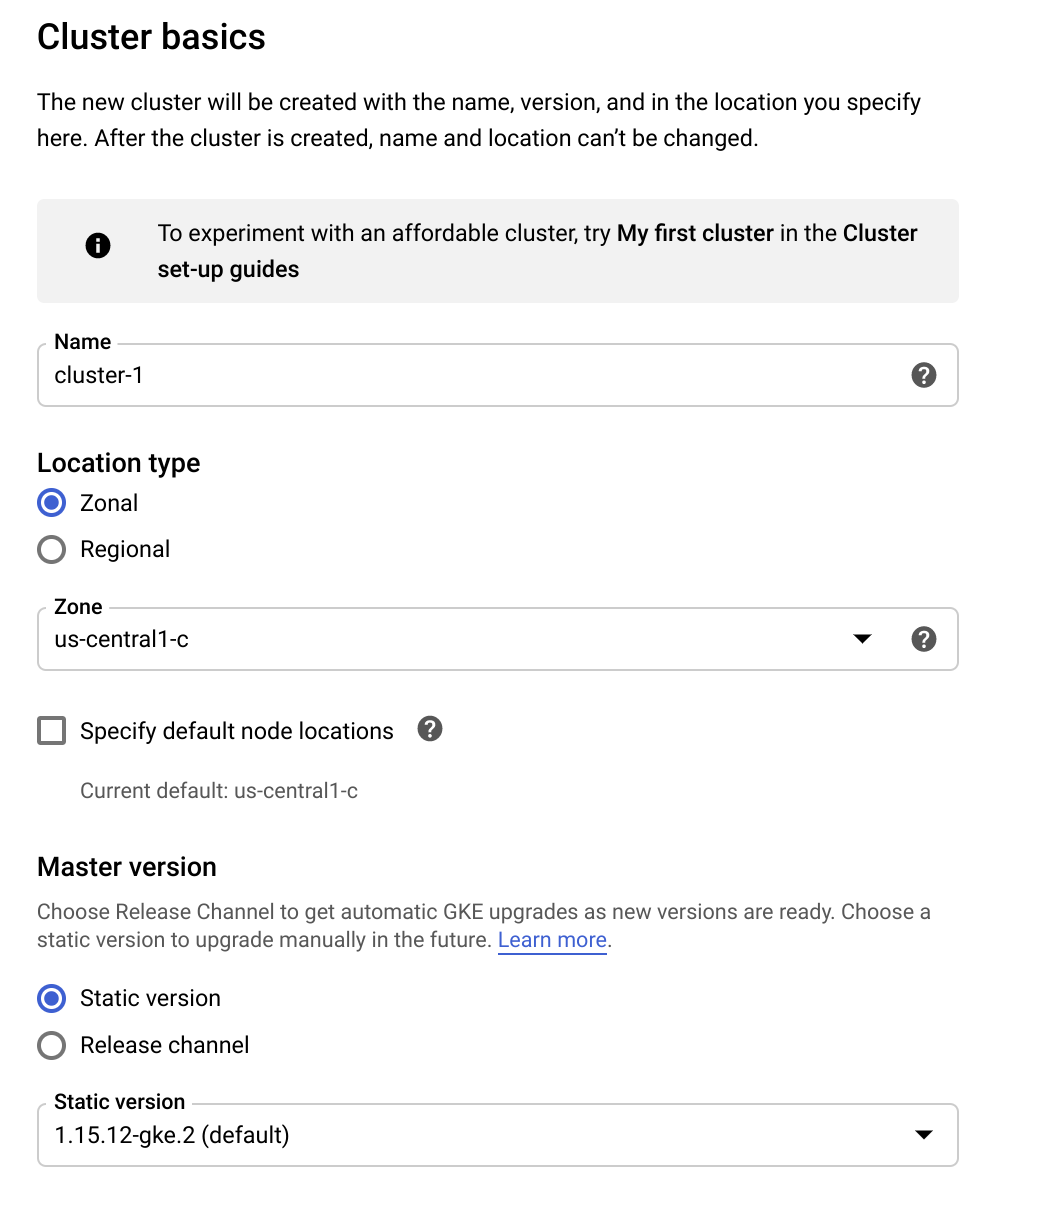 Cluster basics
The new cluster will be created with the name, version, and in the location you specify
here. After the cluster is created, name and location can’t be changed.
To experiment with an affordable cluster, try My first cluster in the Cluster
set-up guides
Name
cluster-1
Location type
Zonal
Regional
Zone
us-central1-c
Specify default node locations
Current default: us-central1-c
Master version
Choose Release Channel to get automatic GKE upgrades as new versions are ready. Choose a
static version to upgrade manually in the future. Learn more.
Static version
Release channel
Static version
1.15.12-gke.2 (default)